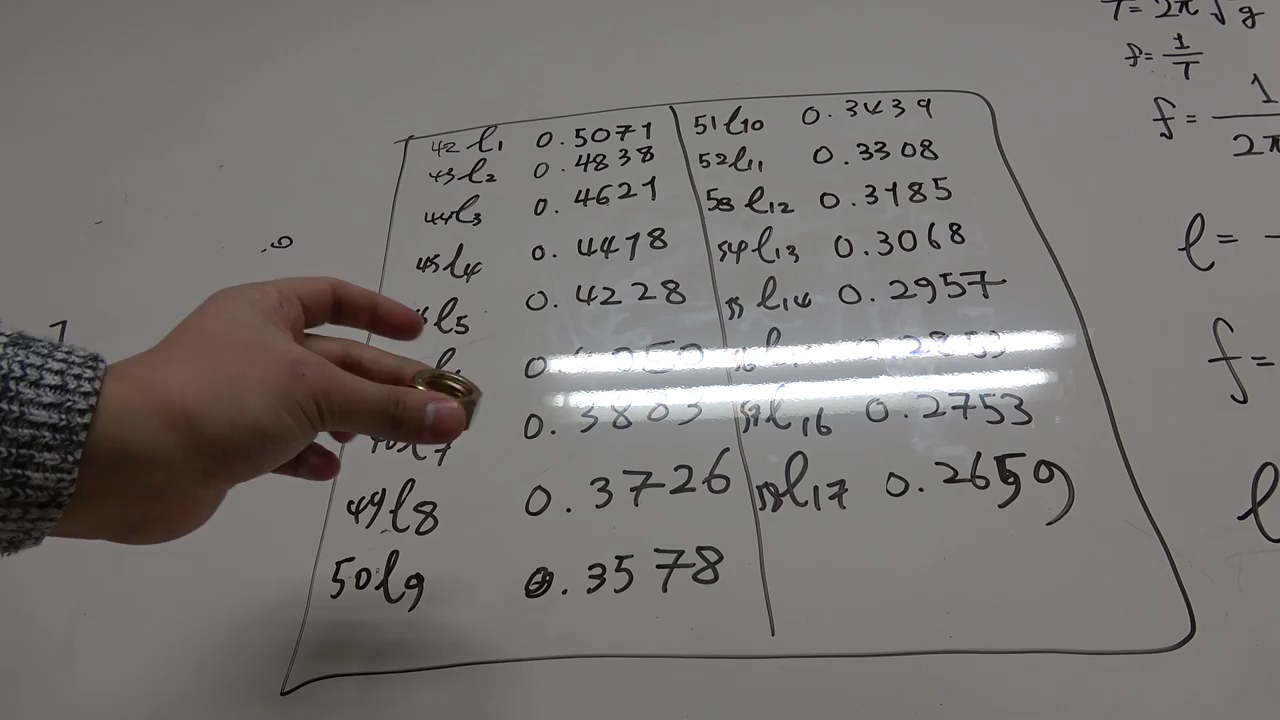 42 l₁ 0.5071
43 l₂ 0.4838
44 l₃ 0.4621
45 l₄ 0.4418
l₅ 0.4228
0.3803
49 l₈ 0.3726
50 l₉ 0.3578
51 l₁₀ 0.3439
52 l₁₁ 0.3308
53 l₁₂ 0.3185
54 l₁₃ 0.3068
55 l₁₄ 0.2957
57 l₁₆ 0.2753
58 l₁₇ 0.2659
T = 2π√ g
f = 1/T
f = 1/2π
l =
f =
l